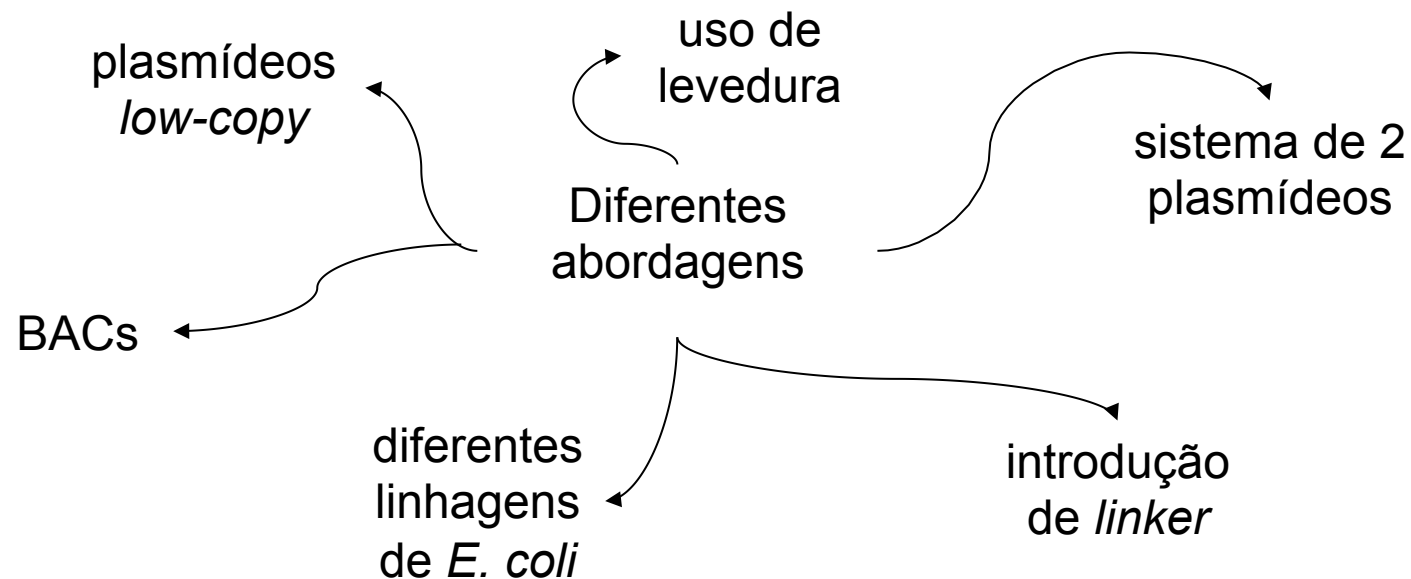 plasmídeos
low-copy
uso de
levedura
sistema de 2
plasmídeos
Diferentes
abordagens
BACs
diferentes
linhagens
de E. coli
introdução
de linker